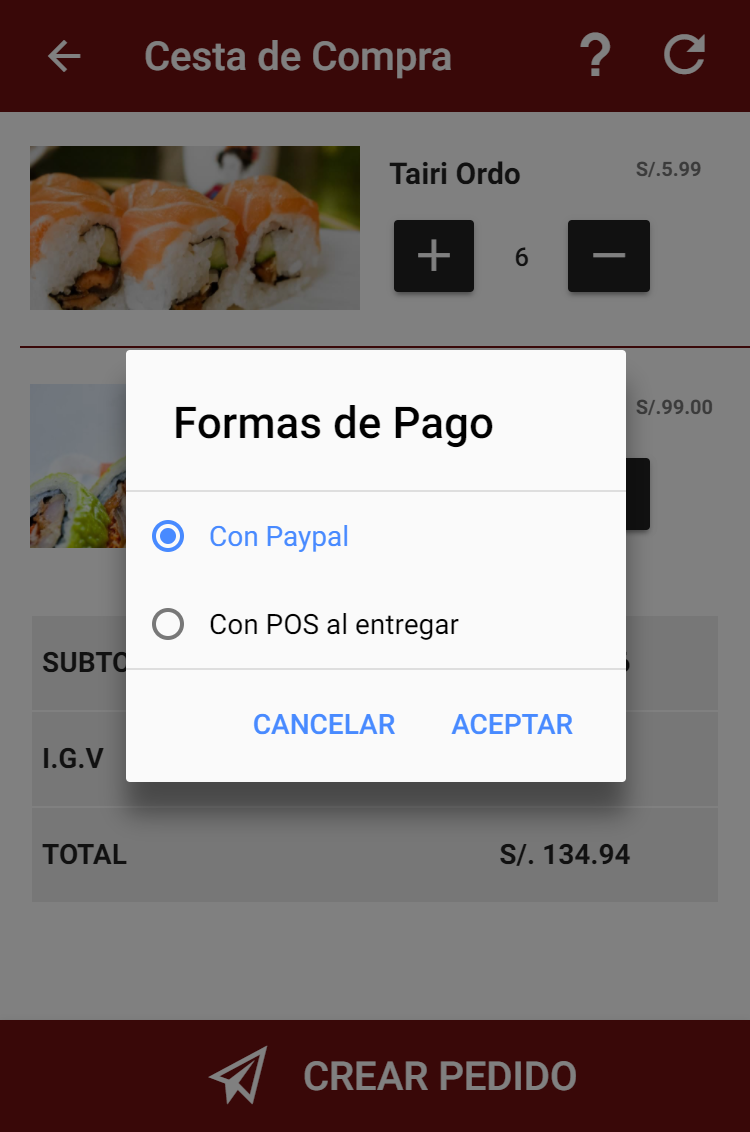 Cesta de Compra
?
Tairi Ordo
S/.5.99
+ 6 −
S/.99.00
Formas de Pago
Con Paypal
Con POS al entregar
CANCELAR ACEPTAR
I.G.V
TOTAL S/. 134.94
CREAR PEDIDO